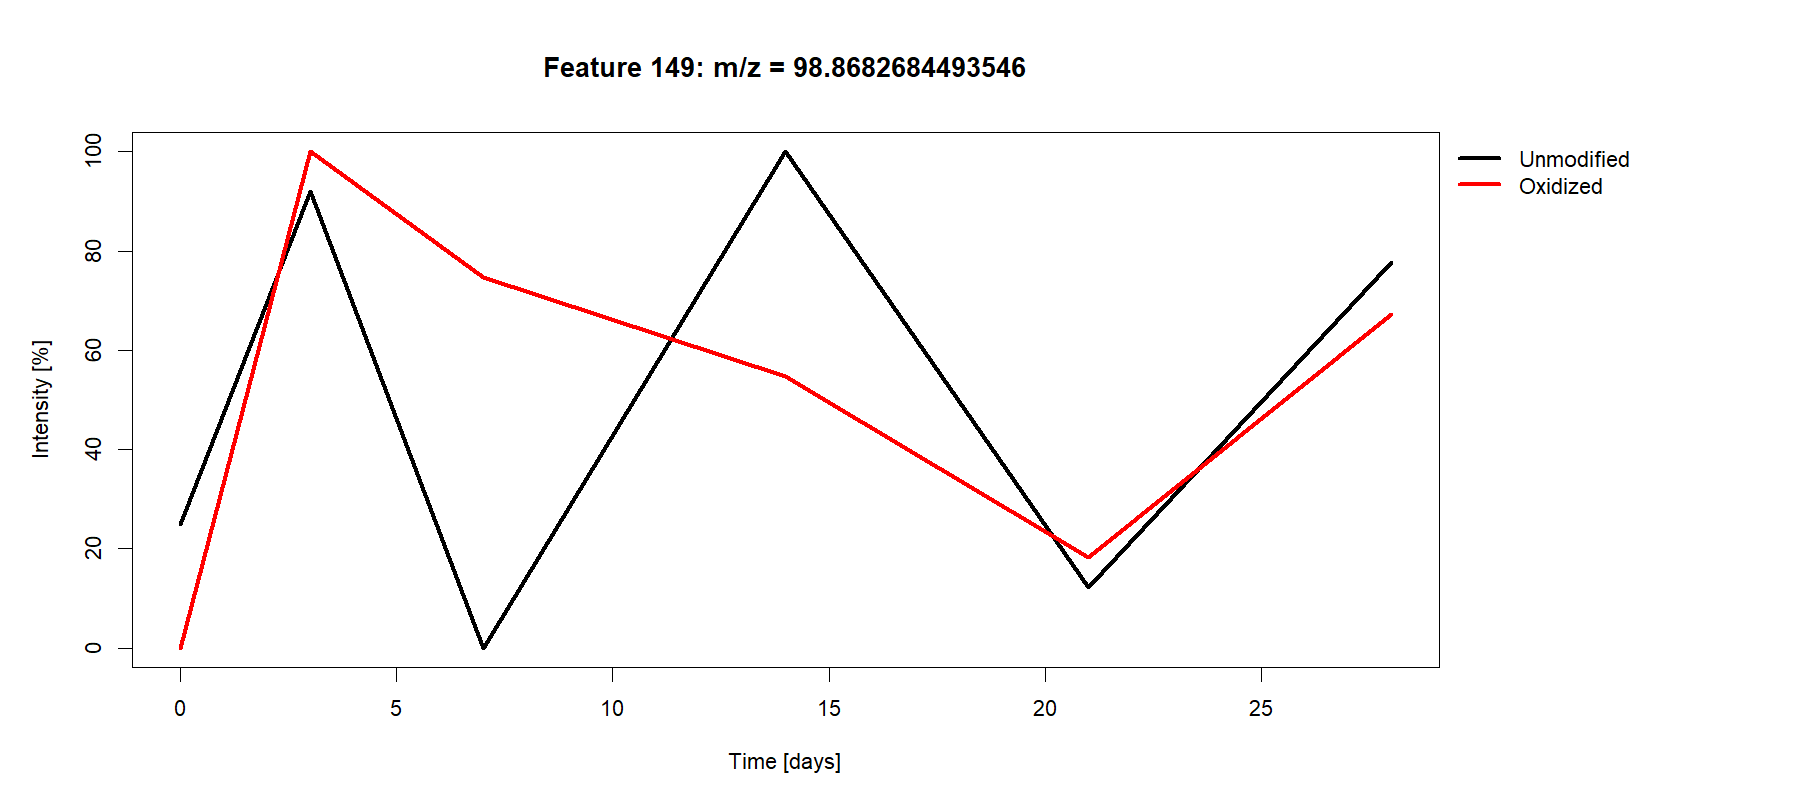 Feature 149: m/z = 98.8682684493546
Unmodified
Oxidized
Intensity [%]
100
80
60
40
20
0
0 5 10 15 20 25
Time [days]